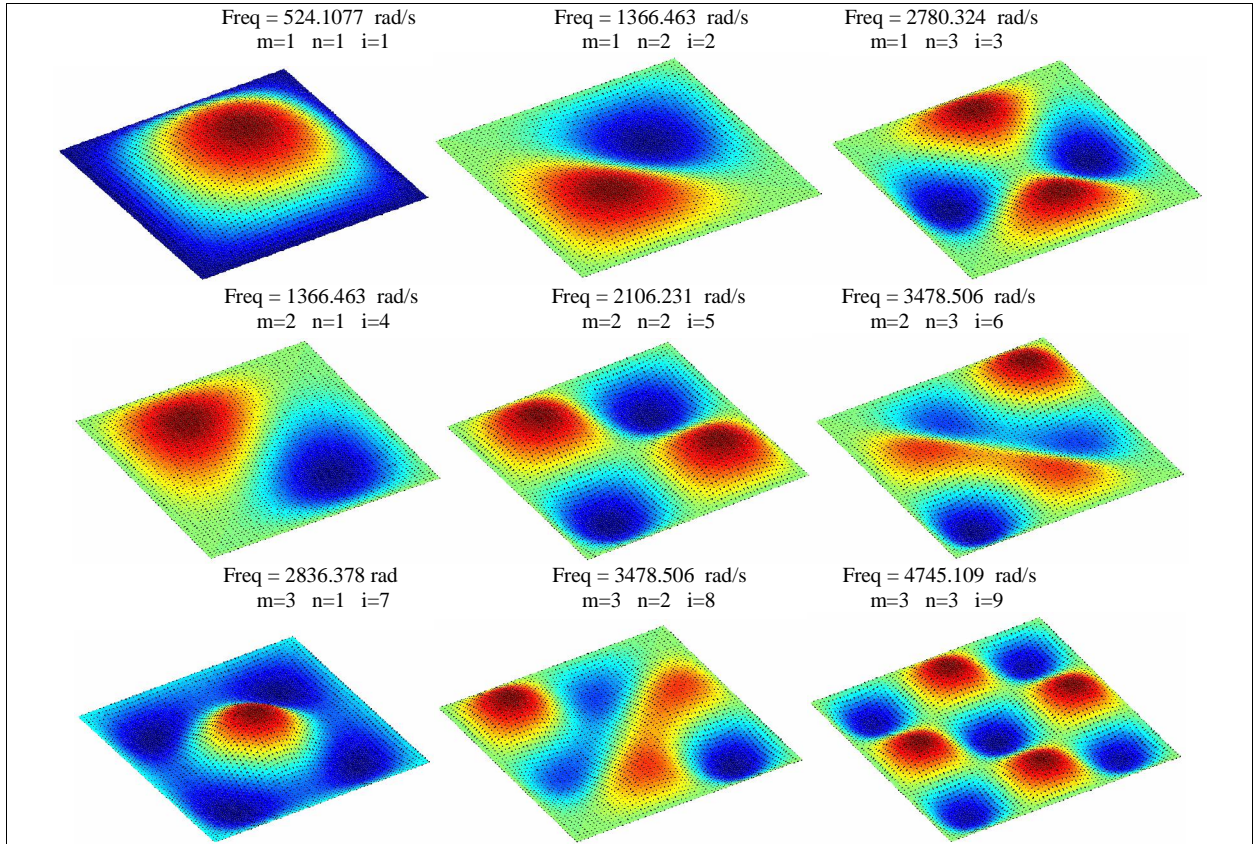 Freq = 524.1077 rad/s
m=1 n=1 i=1
Freq = 1366.463 rad/s
m=1 n=2 i=2
Freq = 2780.324 rad/s
m=1 n=3 i=3
Freq = 1366.463 rad/s
m=2 n=1 i=4
Freq = 2106.231 rad/s
m=2 n=2 i=5
Freq = 3478.506 rad/s
m=2 n=3 i=6
Freq = 2836.378 rad
m=3 n=1 i=7
Freq = 3478.506 rad/s
m=3 n=2 i=8
Freq = 4745.109 rad/s
m=3 n=3 i=9